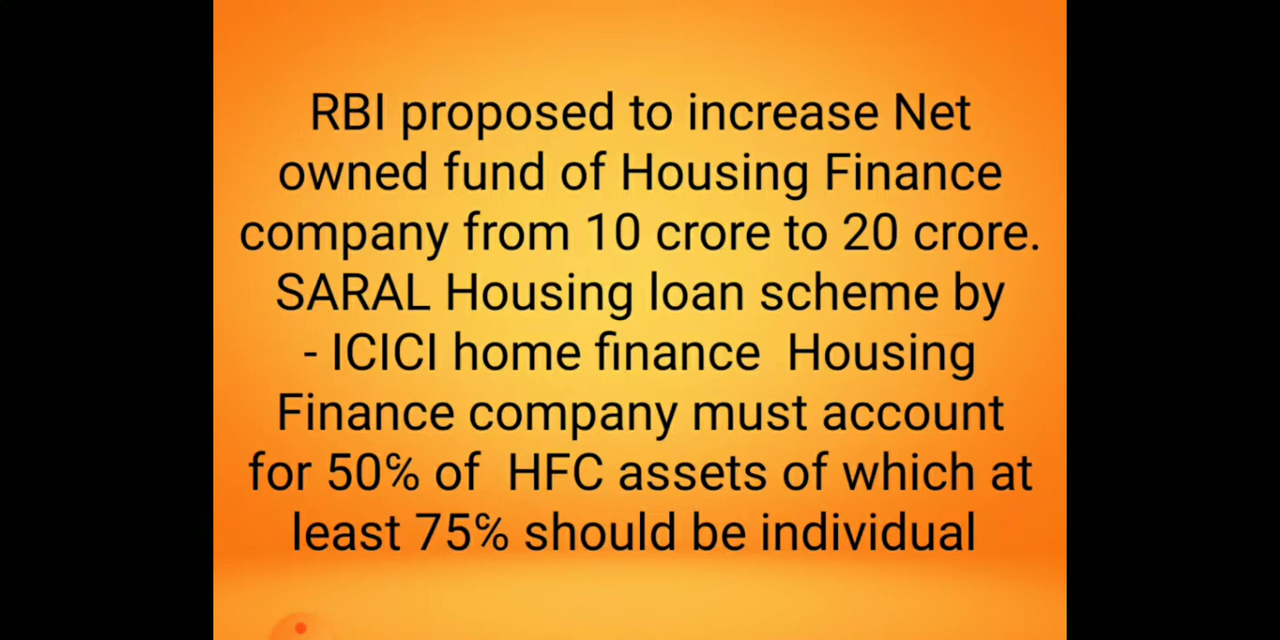 RBI proposed to increase Net
owned fund of Housing Finance
company from 10 crore to 20 crore.
SARAL Housing loan scheme by
- ICICI home finance  Housing
Finance company must account
for 50℅ of  HFC assets of which at
least 75℅ should be individual